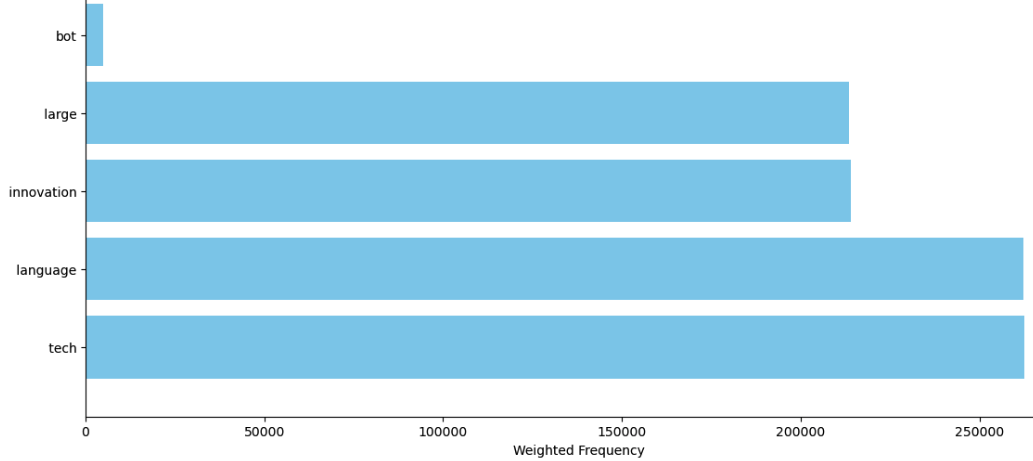 bot
large
innovation
language
tech
0 50000 100000 150000 200000 250000
Weighted Frequency